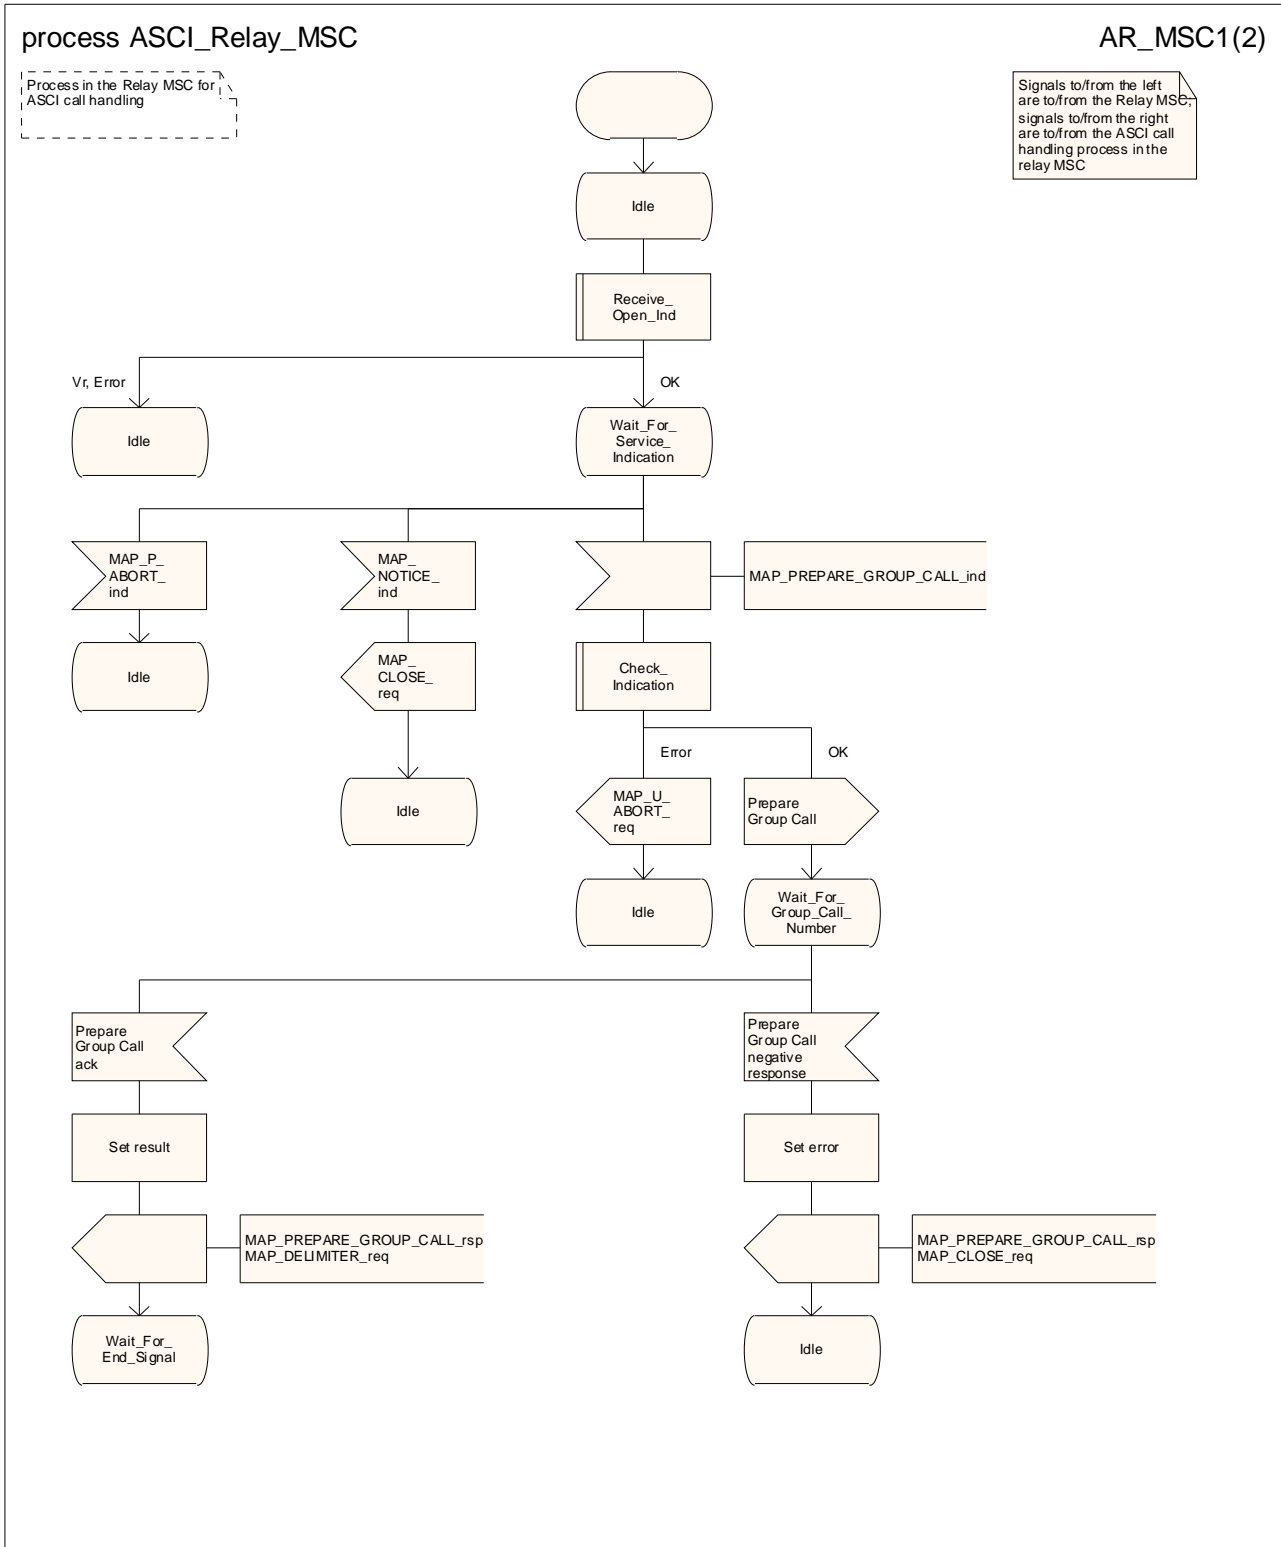 process ASCI_Relay_MSC
AR_MSC1(2)
Process in the Relay MSC for
ASCI call handling
Signals to/from the left
are to/from the Relay MSC;
signals to/from the right
are to/from the ASCI call
handling process in the
relay MSC
Idle
Receive_
Open_Ind
Vr, Error
OK
Idle
Wait_For_
Service_
Indication
MAP_P_
ABORT_
ind
MAP_
NOTICE_
ind
MAP_PREPARE_GROUP_CALL_ind
Idle
MAP_
CLOSE_
req
Check_
Indication
Error
OK
Idle
MAP_U_
ABORT_
req
Prepare
Group Call
Idle
Wait_For_
Group_Call_
Number
Prepare
Group Call
ack
Prepare
Group Call
negative
response
Set result
Set error
MAP_PREPARE_GROUP_CALL_rsp
MAP_DELIMITER_req
MAP_PREPARE_GROUP_CALL_rsp
MAP_CLOSE_req
Wait_For_
End_Signal
Idle